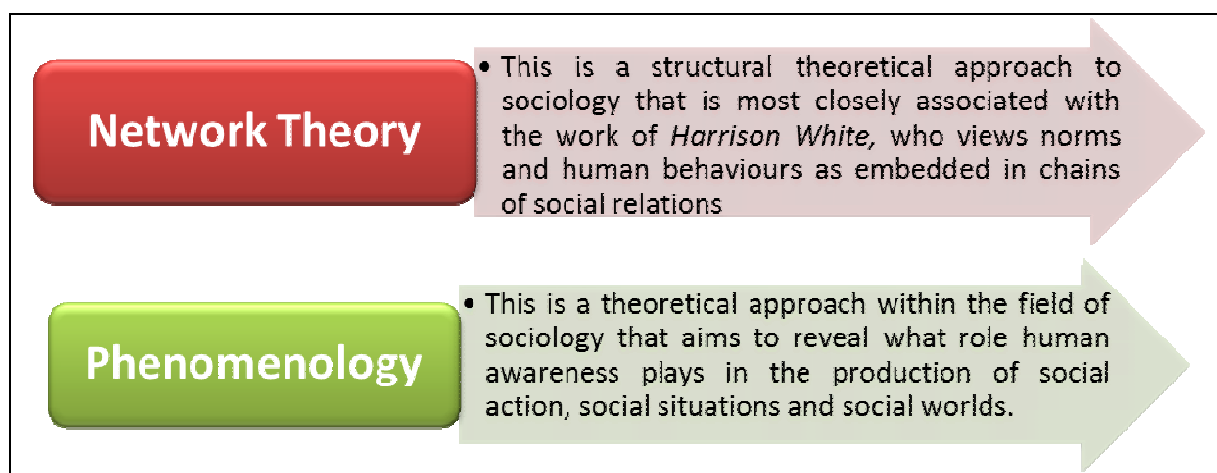 Network Theory
• This is a structural theoretical approach to
sociology that is most closely associated with
the work of Harrison White, who views norms
and human behaviours as embedded in chains
of social relations
Phenomenology
• This is a theoretical approach within the field of
sociology that aims to reveal what role human
awareness plays in the production of social
action, social situations and social worlds.